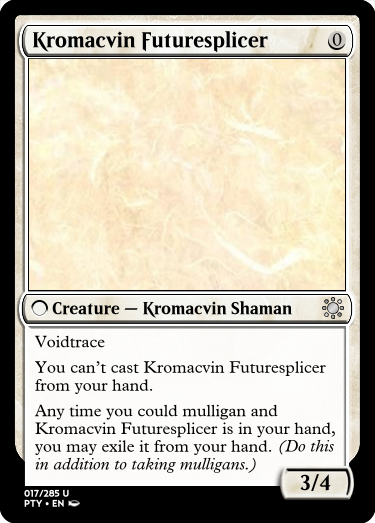 Kromacvin Futuresplicer 0
Creature — Kromacvin Shaman
Voidtrace
You can't cast Kromacvin Futuresplicer
from your hand.
Any time you could mulligan and
Kromacvin Futuresplicer is in your hand,
you may exile it from your hand. (Do this
in addition to taking mulligans.)
3/4
017/285 U
PTY • EN